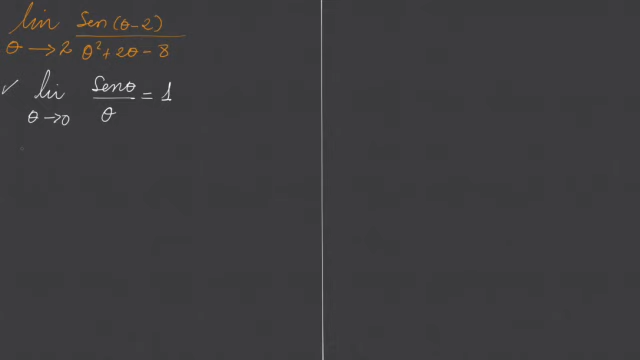 lim Sen(θ-2)
θ→2 θ²+2θ-8
✓ lim Senθ = 1
θ→0 θ